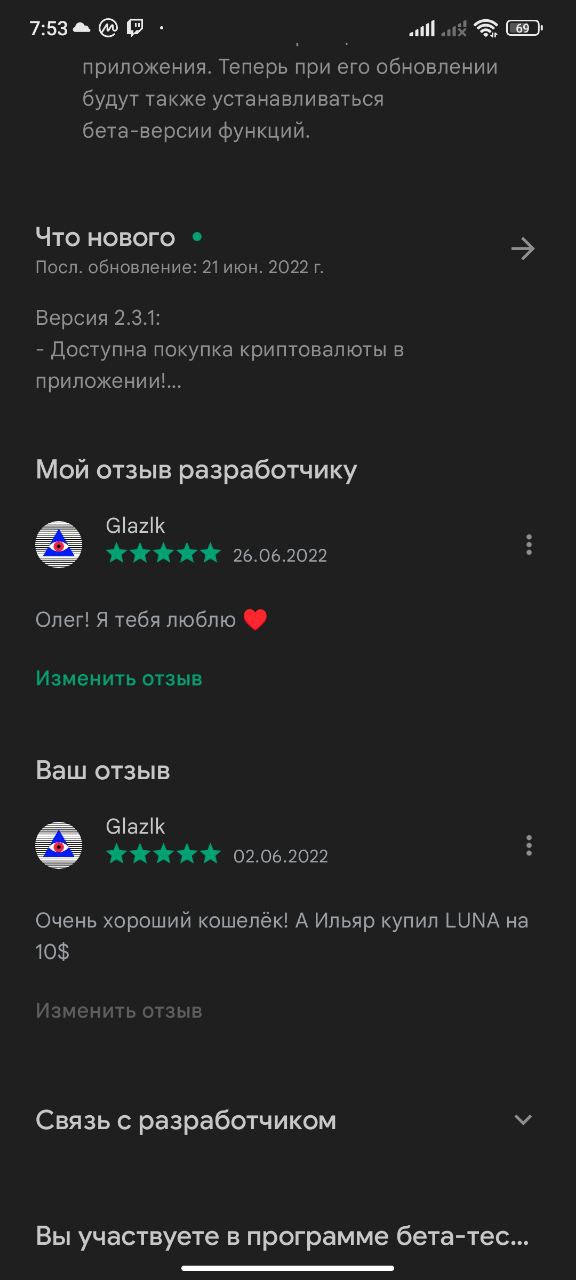 7:53
69
приложения. Теперь при его обновлении
будут также устанавливаться
бета-версии функций.
Что нового
Посл. обновление: 21 июн. 2022 г.
Версия 2.3.1:
- Доступна покупка криптовалюты в
приложении!...
Мой отзыв разработчику
Glazlk
26.06.2022
Олег! Я тебя люблю ❤️
Изменить отзыв
Ваш отзыв
Glazlk
02.06.2022
Очень хороший кошелёк! А Ильяр купил LUNA на
10$
Изменить отзыв
Связь с разработчиком
Вы участвуете в программе бета-тес...